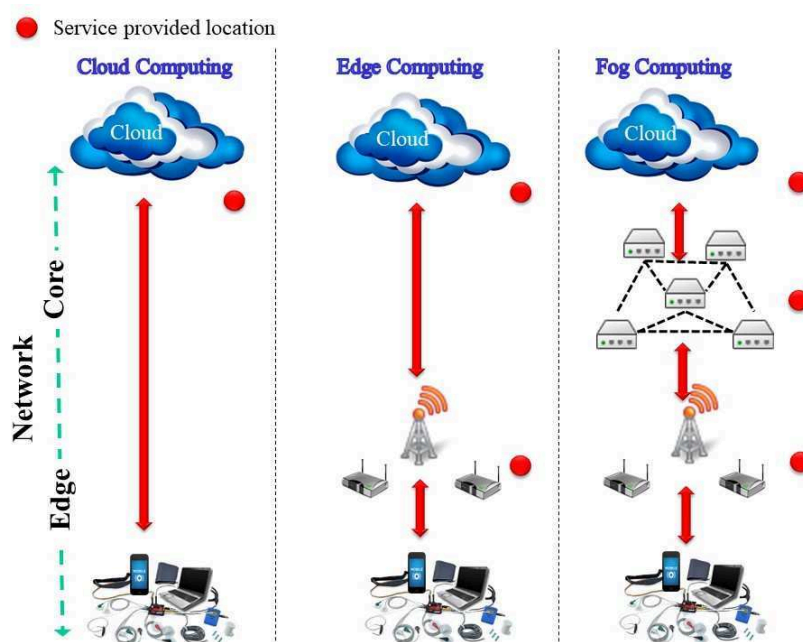 Service provided location
Cloud Computing
Edge Computing
Fog Computing
Cloud
Cloud
Cloud
Network
Core
Edge